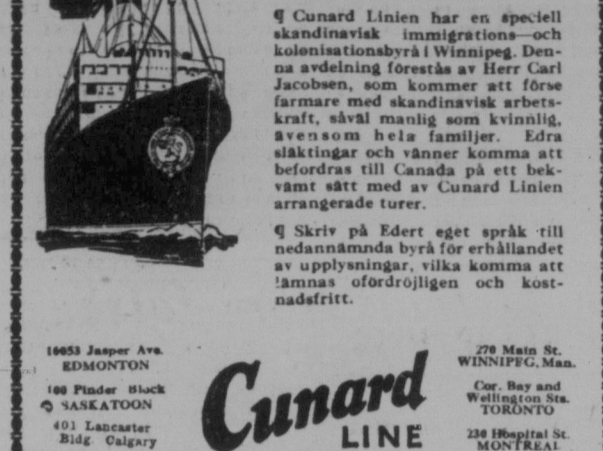 ¶ Cunard Linien har en speciell
skandinavisk immigrations—och
kolonisationsbyrå i Winnipeg. Den-
na avdelning förestås av Herr Carl
Jacobsen, som kommer att förse
farmare med skandinavisk arbets-
kraft, såväl manlig som kvinnlig,
ävensom hela familjer. Edra
släktingar och vänner komma att
befordras till Canada på ett bek-
vämt sätt med av Cunard Linien
arrangerade turer.
¶ Skriv på Edert eget språk till
nedannämnda byrå för erhållandet
av upplysningar, vilka komma att
lämnas ofördröjligen och kost-
nadsfritt.
10053 Jasper Ave.
EDMONTON
100 Pinder Block
SASKATOON
401 Lancaster
Bldg. Calgary
Cunard
LINE
270 Main St.
WINNIPEG, Man.
Cor. Bay and
Wellington Sts.
TORONTO
230 Hospital St.
MONTREAL